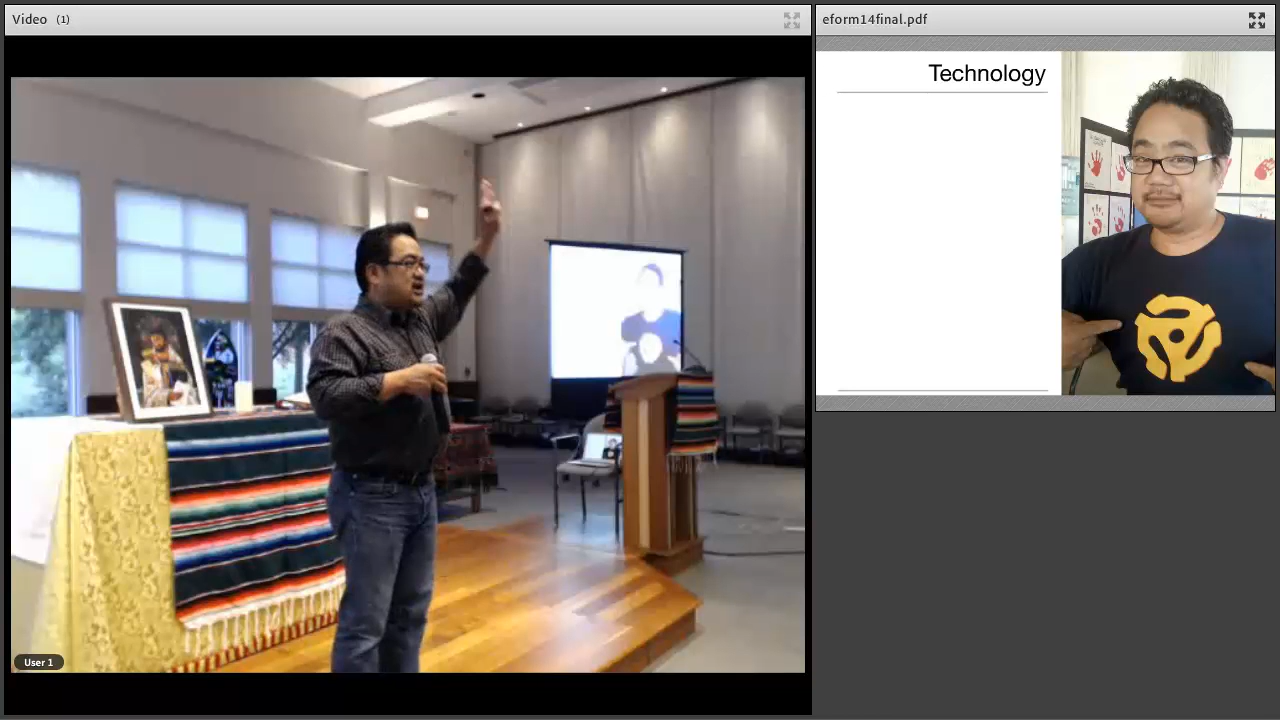 Video (1)
eform14final.pdf
Technology
User 1